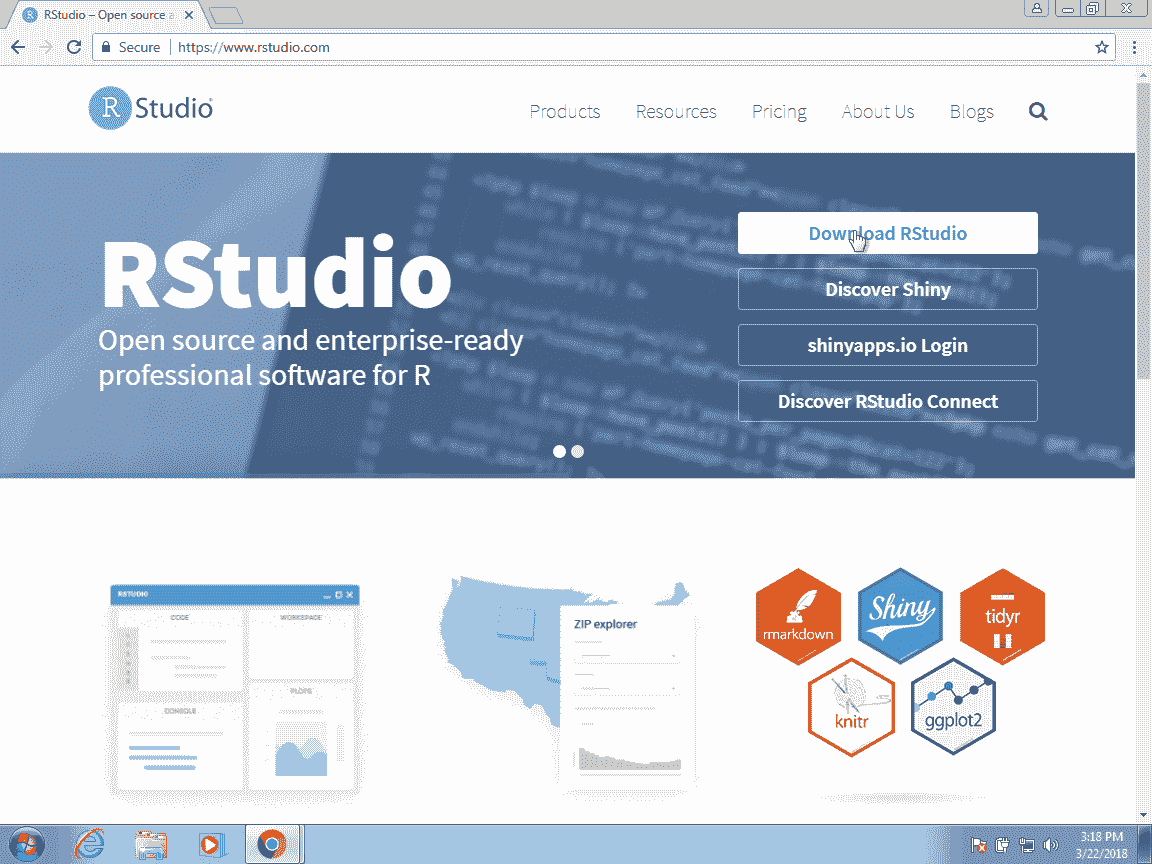 RStudio – Open source a
Secure
https://www.rstudio.com
R Studio
Products
Resources
Pricing
About Us
Blogs
RStudio
Open source and enterprise-ready
professional software for R
Download RStudio
Discover Shiny
shinyapps.io Login
Discover RStudio Connect
RSTUDIO
CODE
WORKSPACE
PLOTS
CONSOLE
ZIP explorer
rmarkdown
Shiny
tidyr
knitr
ggplot2
3:18 PM
3/22/2018